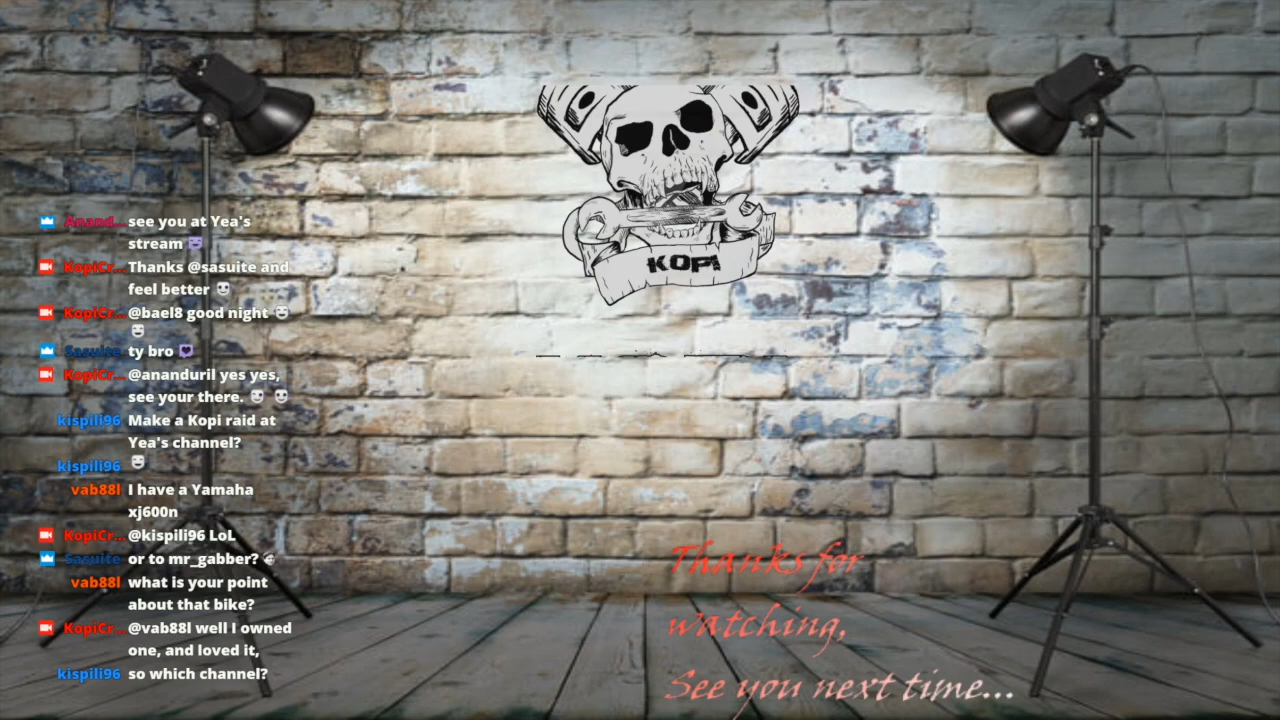 KOPI
Anand... see you at Yea's
stream
KopiCr... Thanks @sasuite and
feel better
KopiCr... @bael8 good night
Sasuite ty bro
KopiCr... @ananduril yes yes,
see your there.
kispili96 Make a Kopi raid at
Yea's channel?
kispili96
vab88l I have a Yamaha
xj600n
KopiCr... @kispili96 LoL
Sasuite or to mr_gabber?
vab88l what is your point
about that bike?
KopiCr... @vab88l well I owned
one, and loved it,
kispili96 so which channel?
Thanks for
watching,
See you next time...